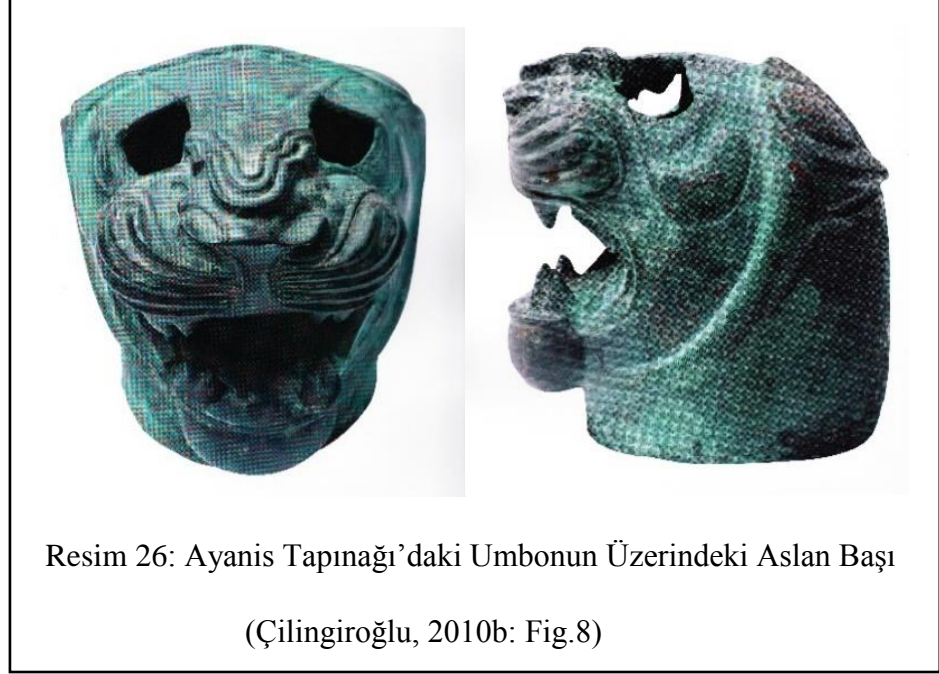 Resim 26: Ayanis Tapınağı’daki Umbonun Üzerindeki Aslan Başı
(Çilingiroğlu, 2010b: Fig.8)